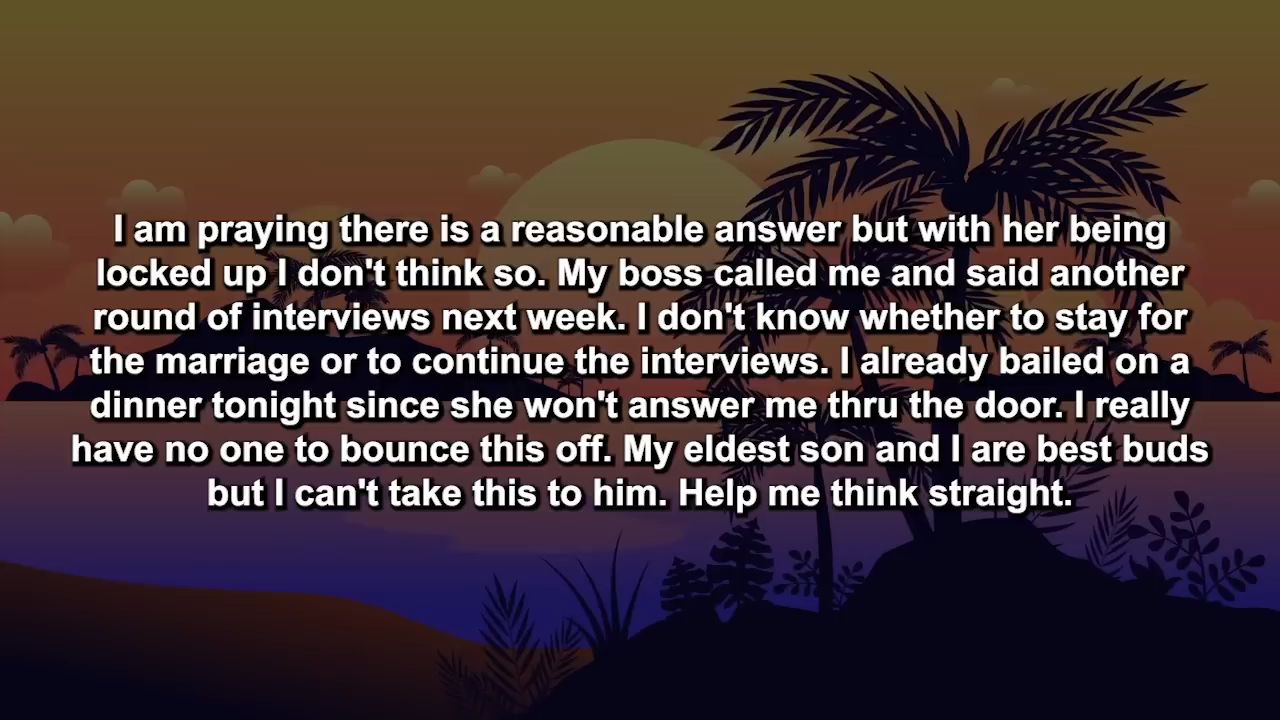 I am praying there is a reasonable answer but with her being
locked up I don't think so. My boss called me and said another
round of interviews next week. I don't know whether to stay for
the marriage or to continue the interviews. I already bailed on a
dinner tonight since she won't answer me thru the door. I really
have no one to bounce this off. My eldest son and I are best buds
but I can't take this to him. Help me think straight.